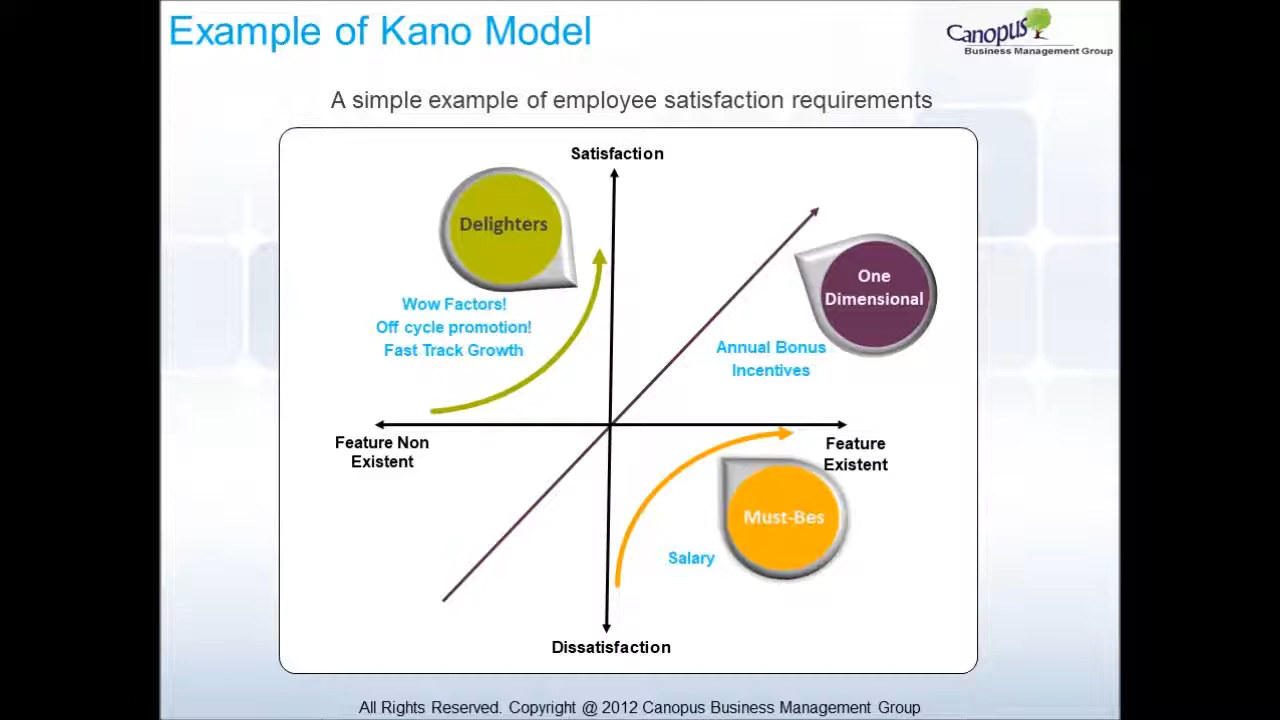 Example of Kano Model
Canopus
Business Management Group
A simple example of employee satisfaction requirements
Satisfaction
Delighters
Wow Factors!
Off cycle promotion!
Fast Track Growth
One
Dimensional
Annual Bonus
Incentives
Feature Non
Existent
Feature
Existent
Must-Bes
Salary
Dissatisfaction
All Rights Reserved. Copyright @ 2012 Canopus Business Management Group